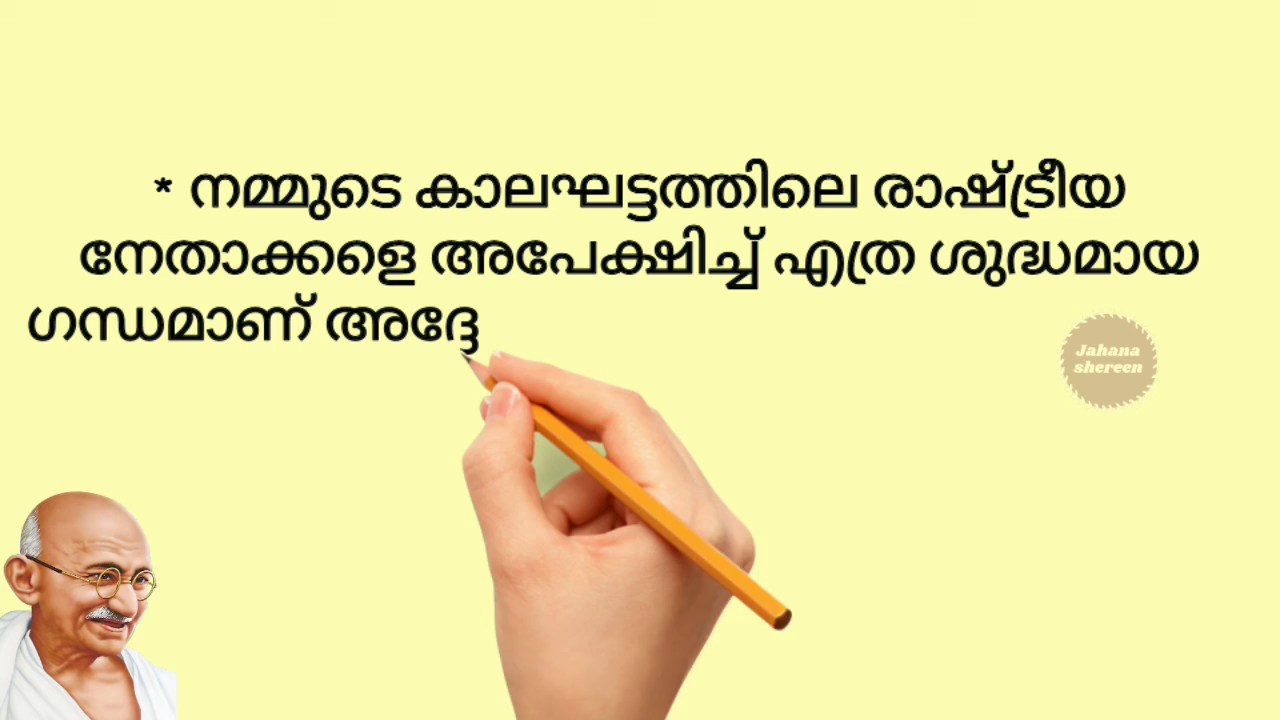 * നമ്മുടെ കാലഘട്ടത്തിലെ രാഷ്ട്രീയ
നേതാക്കളെ അപേക്ഷിച്ച് എത്ര ശുദ്ധമായ
ഗന്ധമാണ് അദ്ദേ
Jahana
shereen